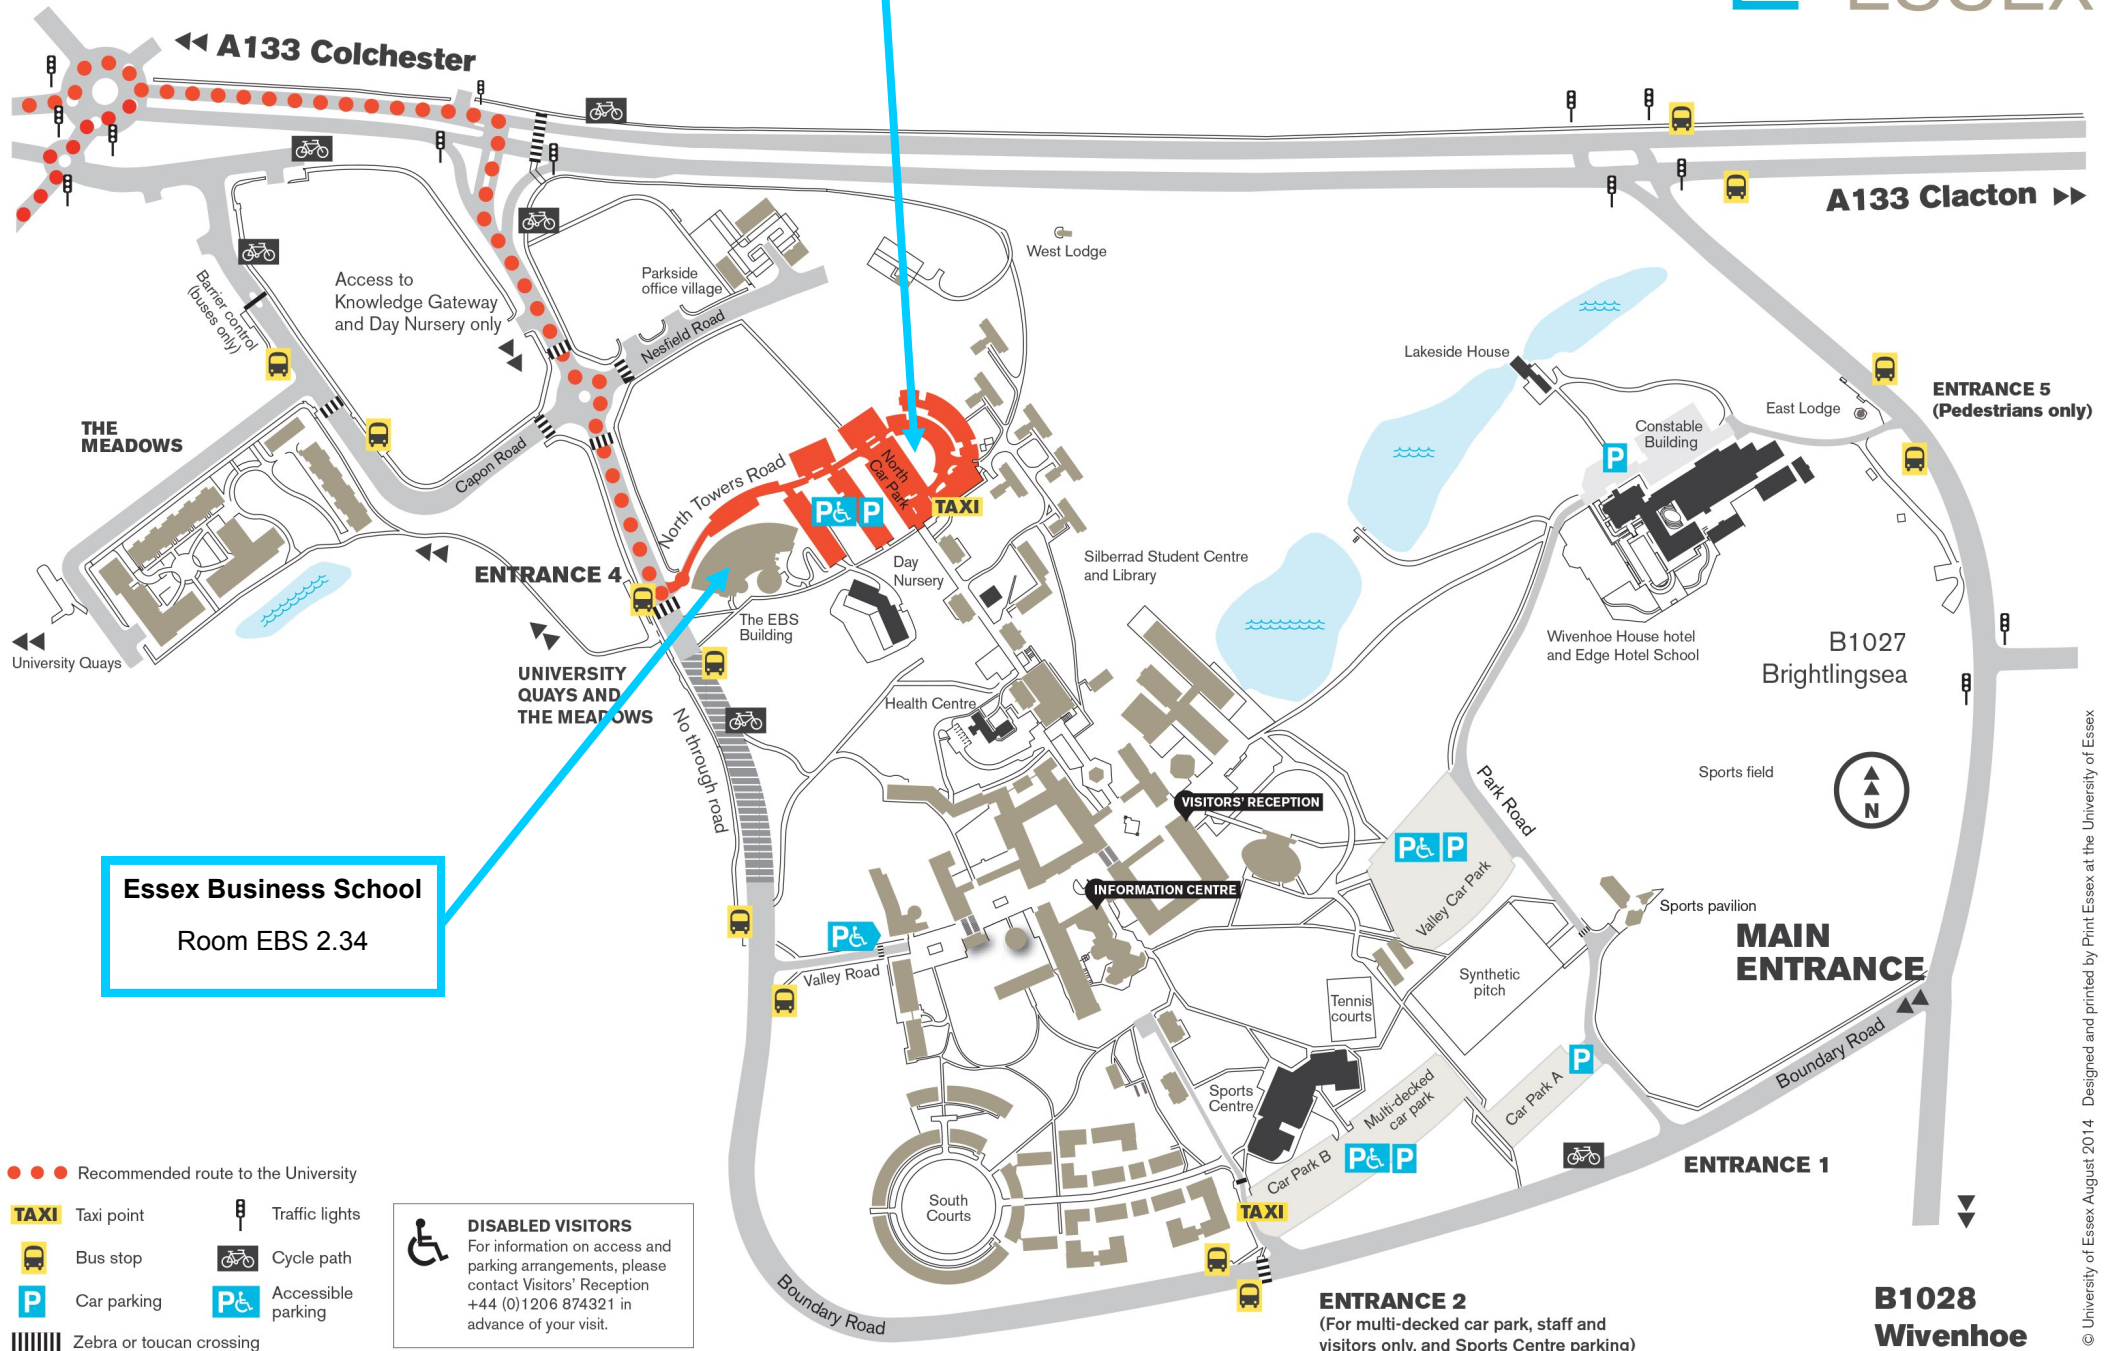 ESSEX
A133 Colchester
A133 Clacton
West Lodge
Parkside
office village
Access to
Knowledge Gateway
and Day Nursery only
Barrier control
(buses only)
Nesfield Road
Lakeside House
ENTRANCE 5
(Pedestrians only)
East Lodge
Constable
Building
P
THE
MEADOWS
Capon Road
North Towers Road
North
Car Park
P P
TAXI
Day
Nursery
Silberrad Student Centre
and Library
ENTRANCE 4
The EBS
Building
Wivenhoe House hotel
and Edge Hotel School
B1027
Brightlingsea
University Quays
UNIVERSITY
QUAYS AND
THE MEADOWS
No through road
Health Centre
VISITORS' RECEPTION
Park Road
Sports field
N
P P
Valley Car Park
Essex Business School
Room EBS 2.34
INFORMATION CENTRE
Sports pavilion
MAIN
ENTRANCE
P
Valley Road
Synthetic
pitch
Tennis
courts
P
Boundary Road
Sports
Centre
Multi-decked
car park
Car Park A
Car Park B
P P
ENTRANCE 1
South
Courts
TAXI
Boundary Road
ENTRANCE 2
(For multi-decked car park, staff and
visitors only, and Sports Centre parking)
B1028
Wivenhoe
Recommended route to the University
TAXI Taxi point
Traffic lights
Bus stop
Cycle path
P Car parking
P Accessible
parking
Zebra or toucan crossing
DISABLED VISITORS
For information on access and
parking arrangements, please
contact Visitors' Reception
+44 (0)1206 874321 in
advance of your visit.
© University of Essex August 2014 Designed and printed by Print Essex at the University of Essex